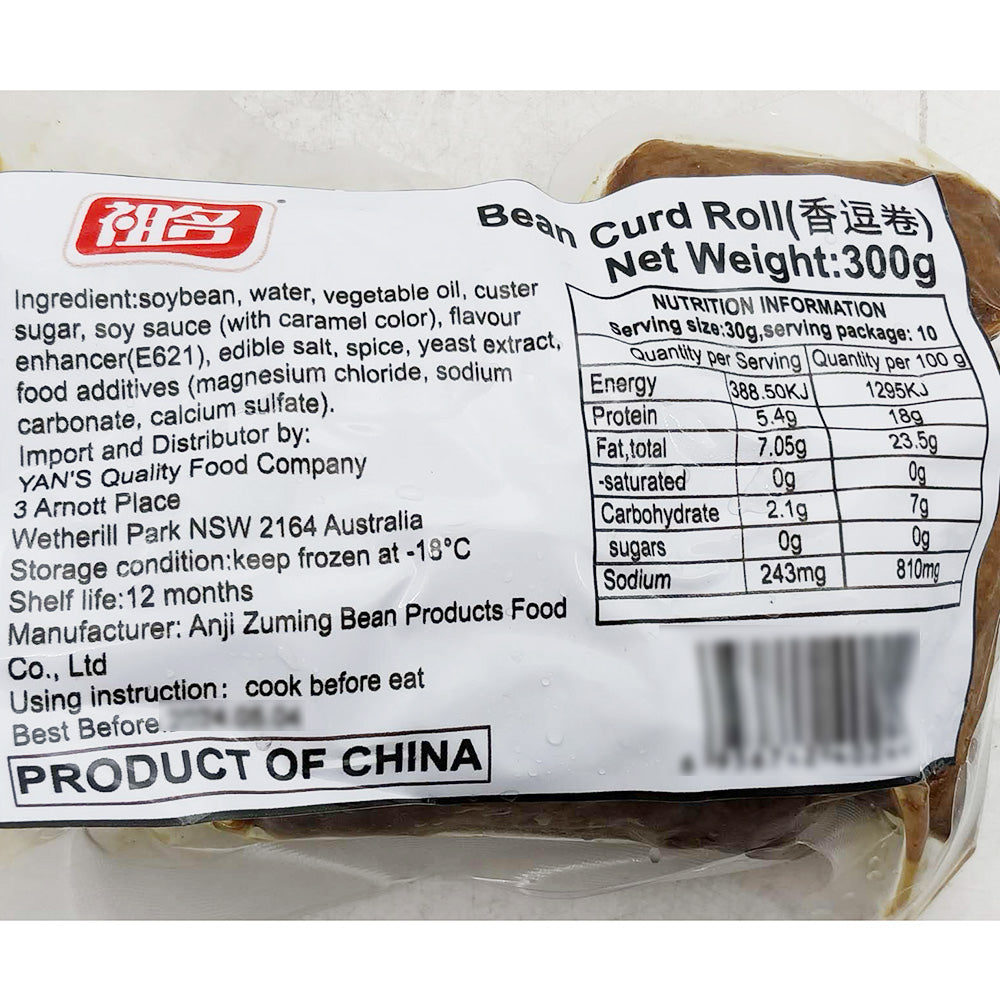 祖名
Bean Curd Roll(香逗卷)
Net Weight:300g
Ingredient:soybean, water, vegetable oil, custer
sugar, soy sauce (with caramel color), flavour
enhancer(E621), edible salt, spice, yeast extract,
food additives (magnesium chloride, sodium
carbonate, calcium sulfate).
Import and Distributor by:
YAN'S Quality Food Company
3 Arnott Place
Wetherill Park NSW 2164 Australia
Storage condition:keep frozen at -18°C
Shelf life:12 months
Manufacturer: Anji Zuming Bean Products Food
Co., Ltd
Using instruction: cook before eat
Best Before
PRODUCT OF CHINA
NUTRITION INFORMATION
Serving size:30g,serving package: 10
Quantity per Serving Quantity per 100 g
Energy 388.50KJ 1295KJ
Protein 5.4g 18g
Fat,total 7.05g 23.5g
-saturated 0g 0g
Carbohydrate 2.1g 7g
sugars 0g 0g
Sodium 243mg 810mg